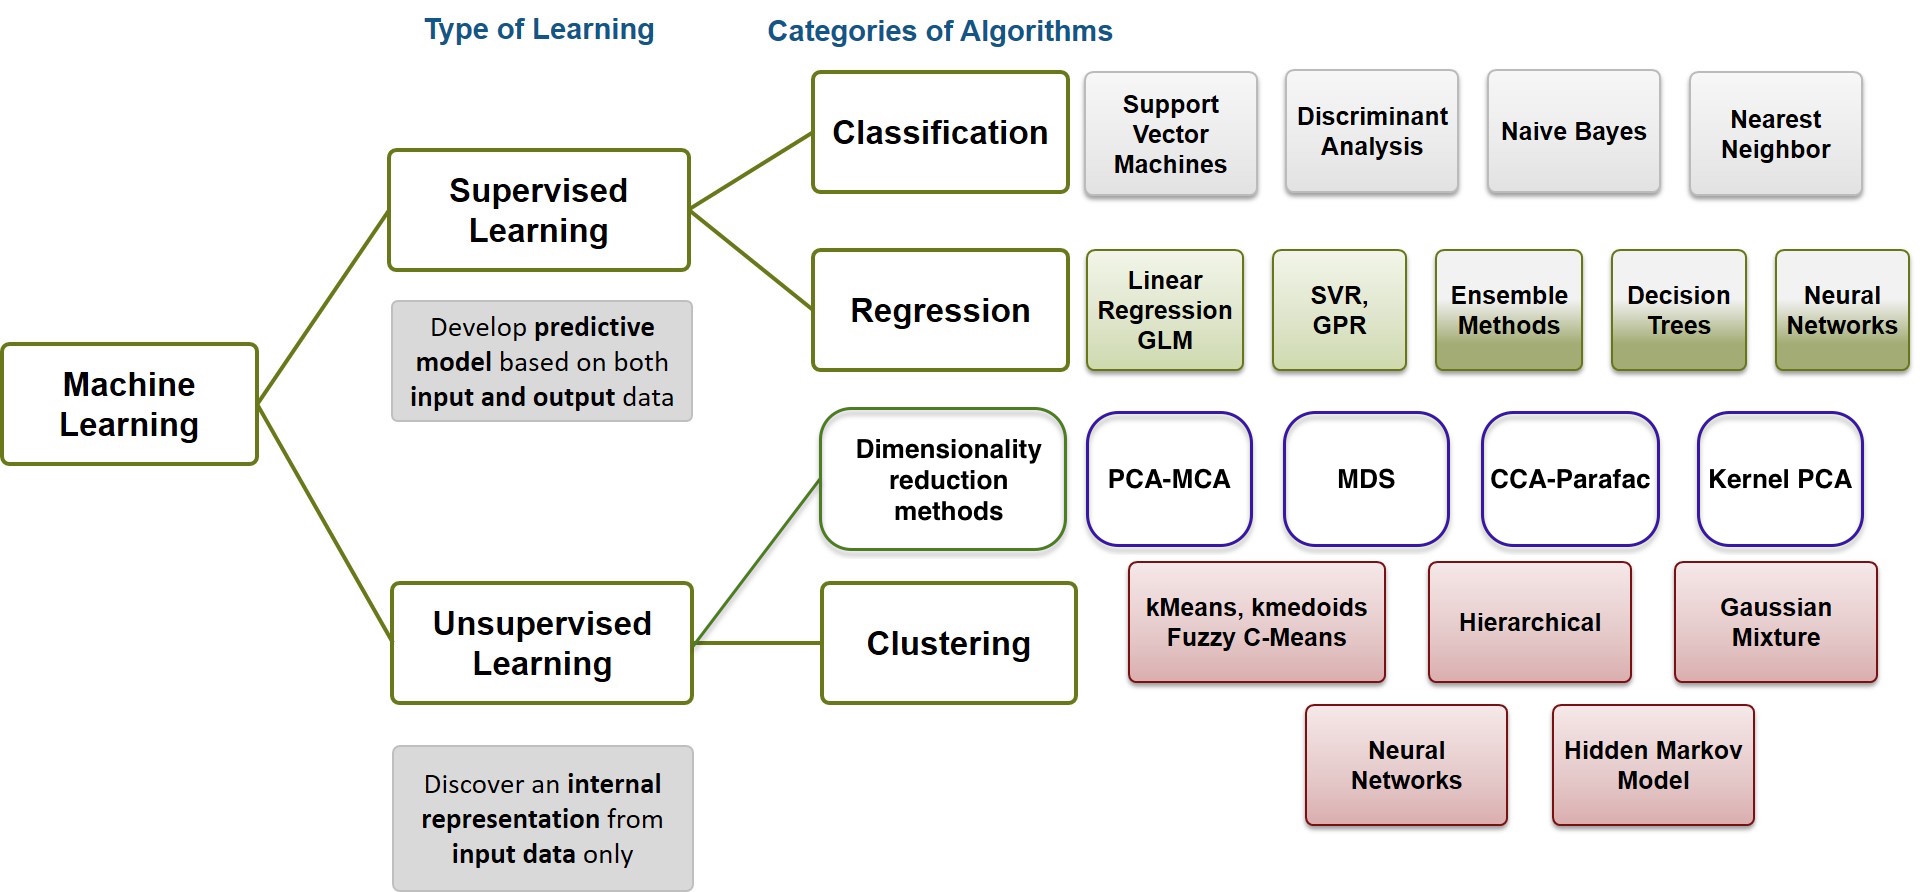 Type of Learning
Categories of Algorithms
Classification
Support
Vector
Machines
Discriminant
Analysis
Naive Bayes
Nearest
Neighbor
Supervised
Learning
Regression
Linear
Regression
GLM
SVR,
GPR
Ensemble
Methods
Decision
Trees
Neural
Networks
Develop predictive
model based on both
input and output data
Machine
Learning
Dimensionality
reduction
methods
PCA-MCA
MDS
CCA-Parafac
Kernel PCA
Unsupervised
Learning
Clustering
kMeans, kmedoids
Fuzzy C-Means
Hierarchical
Gaussian
Mixture
Neural
Networks
Hidden Markov
Model
Discover an internal
representation from
input data only